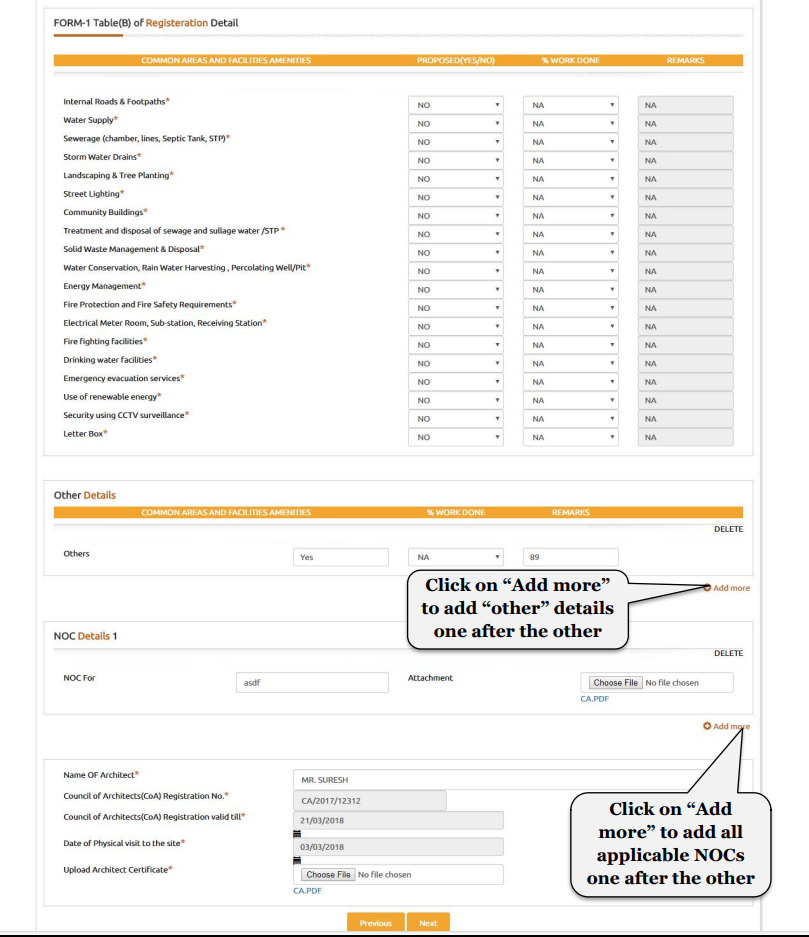 FORM-1 Table(B) of Registeration Detail
COMMON AREAS AND FACILITIES AMENITIES PROPOSED(YES/NO) % WORK DONE REMARKS
Internal Roads & Footpaths* NO NA NA
Water Supply* NO NA NA
Sewerage (chamber, lines, Septic Tank, STP)* NO NA NA
Storm Water Drains* NO NA NA
Landscaping & Tree Planting* NO NA NA
Street Lighting* NO NA NA
Community Buildings* NO NA NA
Treatment and disposal of sewage and sullage water /STP * NO NA NA
Solid Waste Management & Disposal* NO NA NA
Water Conservation, Rain Water Harvesting , Percolating Well/Pit* NO NA NA
Energy Management* NO NA NA
Fire Protection and Fire Safety Requirements* NO NA NA
Electrical Meter Room, Sub-station, Receiving Station* NO NA NA
Fire fighting facilities* NO NA NA
Drinking water facilities* NO NA NA
Emergency evacuation services* NO NA NA
Use of renewable energy* NO NA NA
Security using CCTV surveillance* NO NA NA
Letter Box* NO NA NA
Other Details
COMMON AREAS AND FACILITIES AMENITIES % WORK DONE REMARKS
DELETE
Others Yes NA 89
Add more
Click on “Add more”
to add “other” details
one after the other
NOC Details 1
DELETE
NOC For asdf Attachment Choose File No file chosen
CA.PDF
Add more
Name OF Architect* MR. SURESH
Council of Architects(CoA) Registration No.* CA/2017/12312
Council of Architects(CoA) Registration valid till* 21/03/2018
Date of Physical visit to the site* 03/03/2018
Upload Architect Certificate* Choose File No file chosen
CA.PDF
Click on “Add
more” to add all
applicable NOCs
one after the other
Previous Next